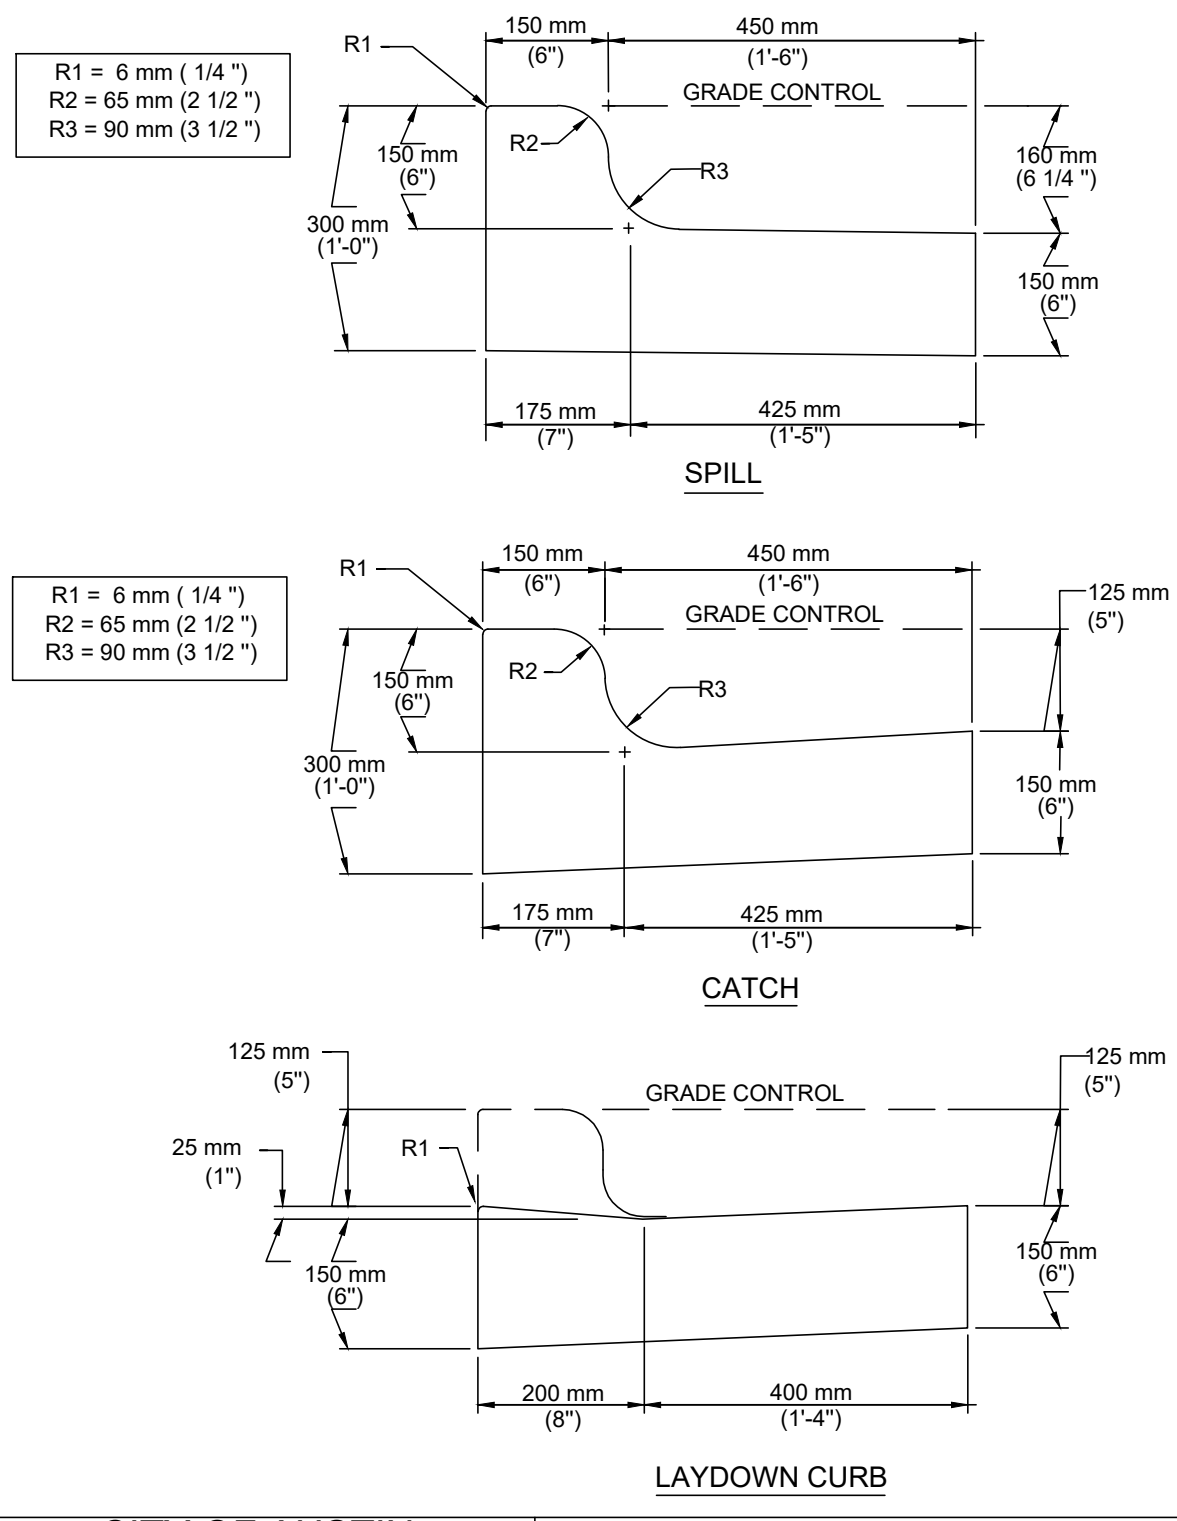 150 mm
(6")
450 mm
(1'-6")
R1
R1 = 6 mm ( 1/4 ")
R2 = 65 mm (2 1/2 ")
R3 = 90 mm (3 1/2 ")
GRADE CONTROL
R2
R3
150 mm
(6")
160 mm
(6 1/4 ")
300 mm
(1'-0")
150 mm
(6")
175 mm
(7")
425 mm
(1'-5")
SPILL
150 mm
(6")
450 mm
(1'-6")
R1
R1 = 6 mm ( 1/4 ")
R2 = 65 mm (2 1/2 ")
R3 = 90 mm (3 1/2 ")
125 mm
(5")
GRADE CONTROL
R2
R3
150 mm
(6")
300 mm
(1'-0")
150 mm
(6")
175 mm
(7")
425 mm
(1'-5")
CATCH
125 mm
(5")
GRADE CONTROL
125 mm
(5")
25 mm
(1")
R1
150 mm
(6")
150 mm
(6")
200 mm
(8")
400 mm
(1'-4")
LAYDOWN CURB